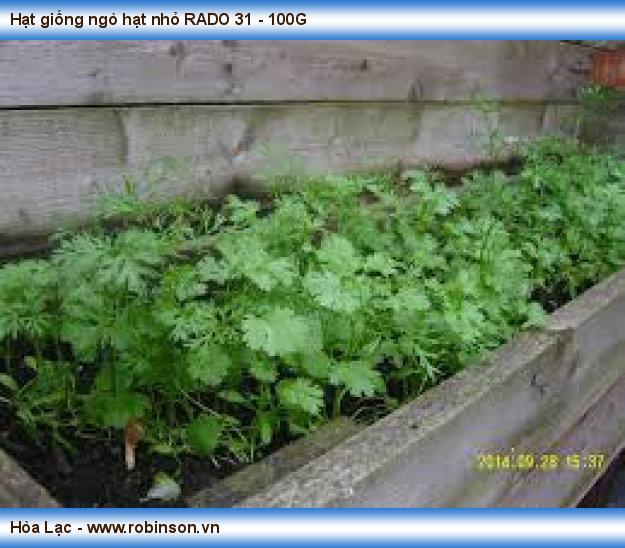 Hạt giống ngò hạt nhỏ RADO 31 - 100G
2014.09.28 15:37
Hòa Lạc - www.robinson.vn